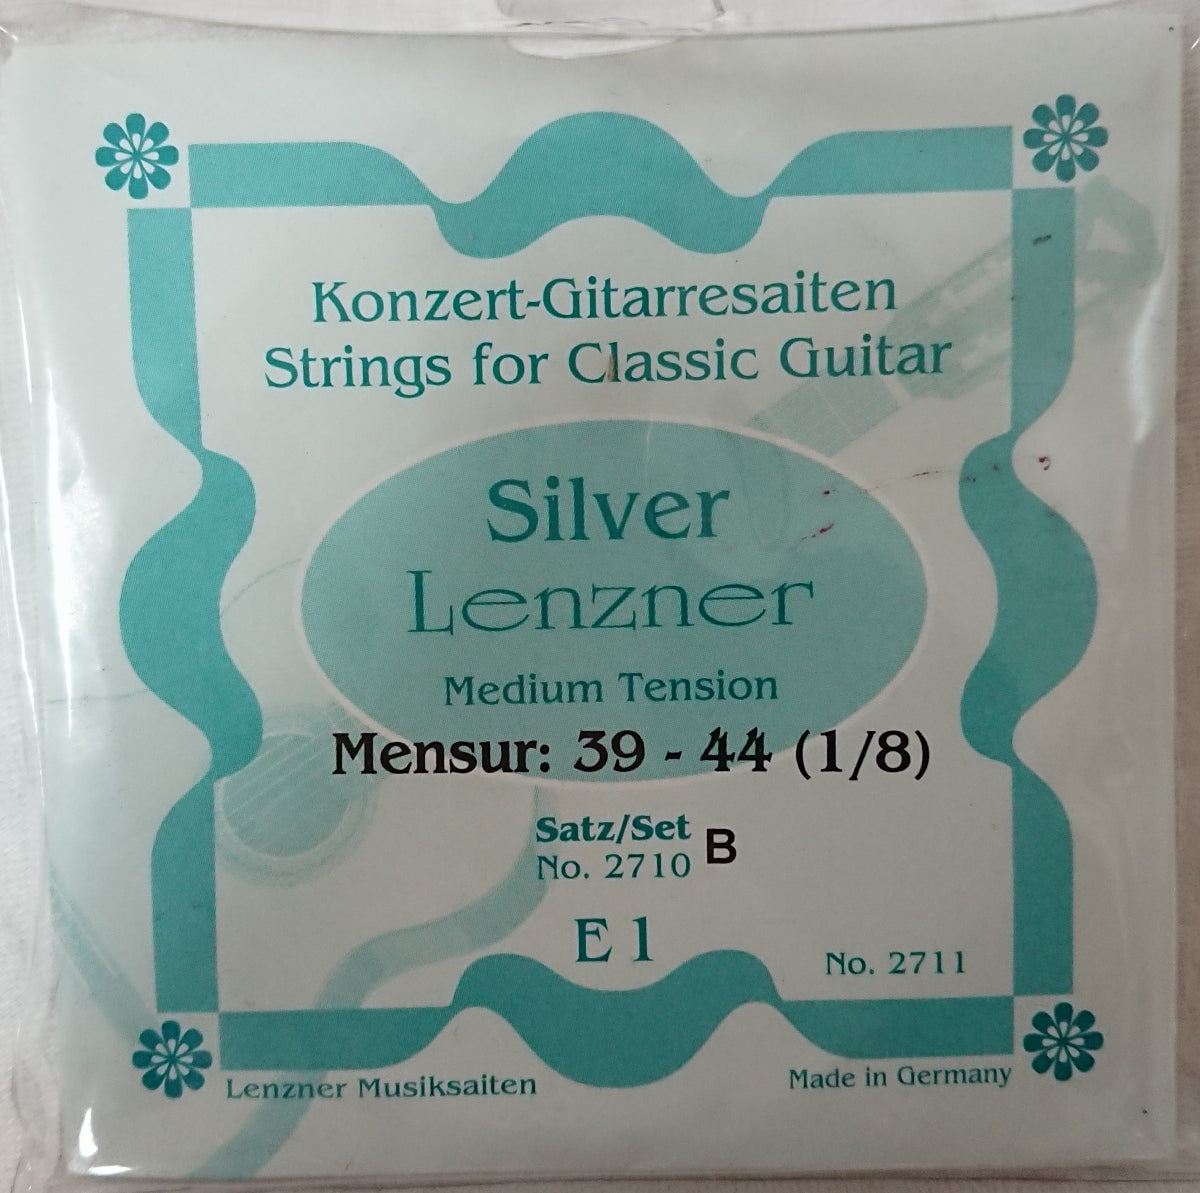 Konzert-Gitarresaiten
Strings for Classic Guitar
Silver
Lenzner
Medium Tension
Mensur: 39 - 44 (1/8)
Satz/Set
No. 2710 B
E 1
No. 2711
Lenzner Musiksaiten
Made in Germany